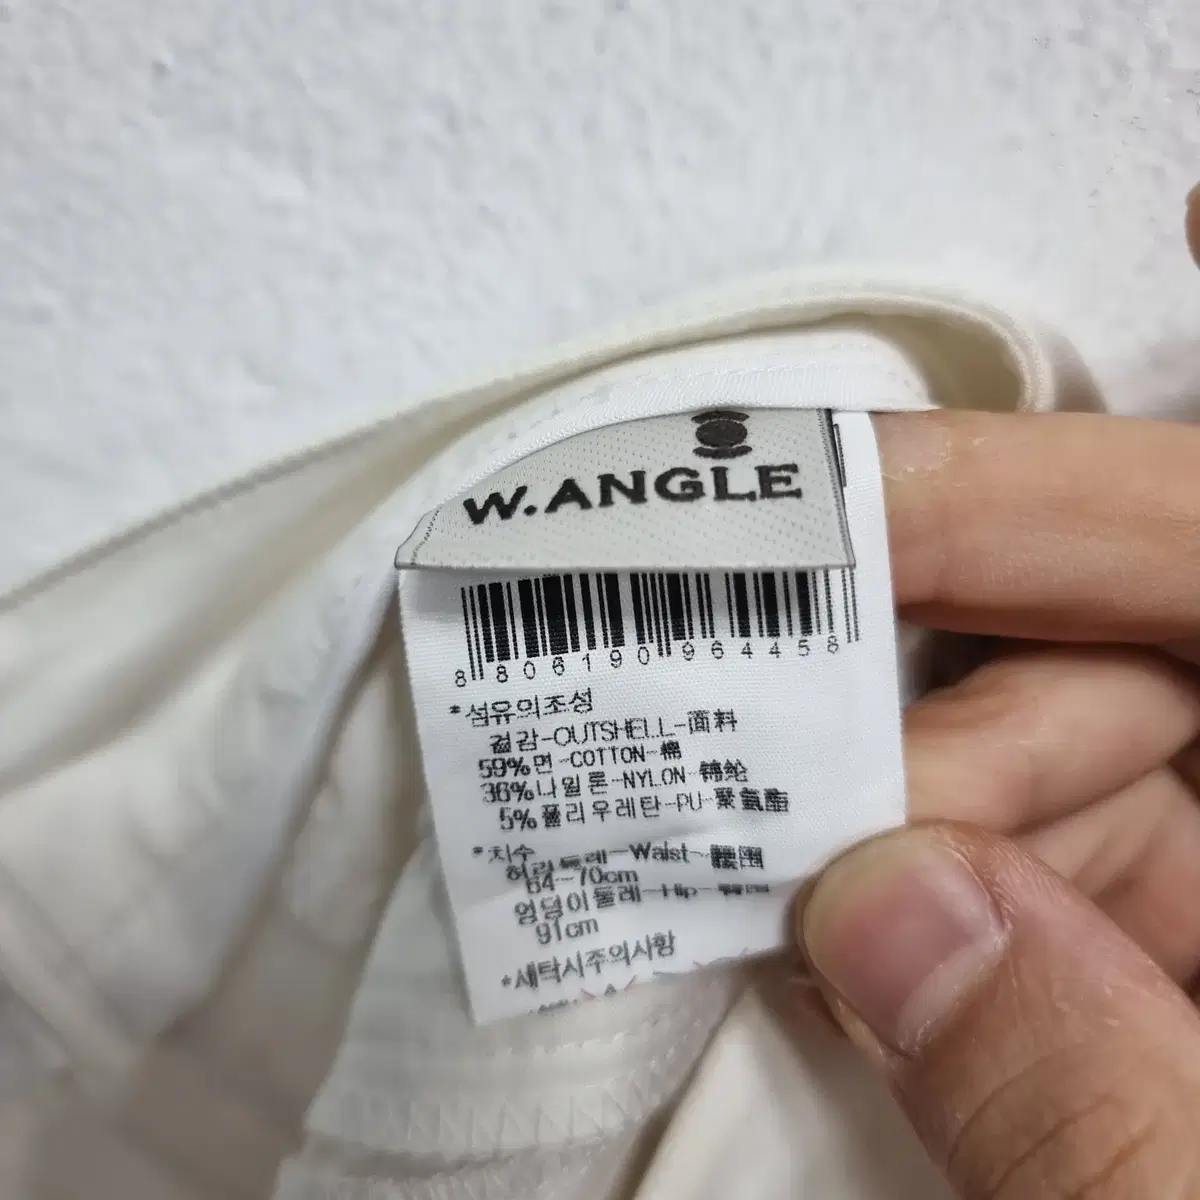 W.ANGLE
8 806190 964458
*섬유의조성
겉감-OUTSHELL-面料
59%면-COTTON-棉
36%나일론-NYLON-锦纶
5%폴리우레탄-PU-聚氨酯
*치수
허리둘레-Waist-腰围
64-70cm
엉덩이둘레-Hip-
91cm
*세탁시주의사항